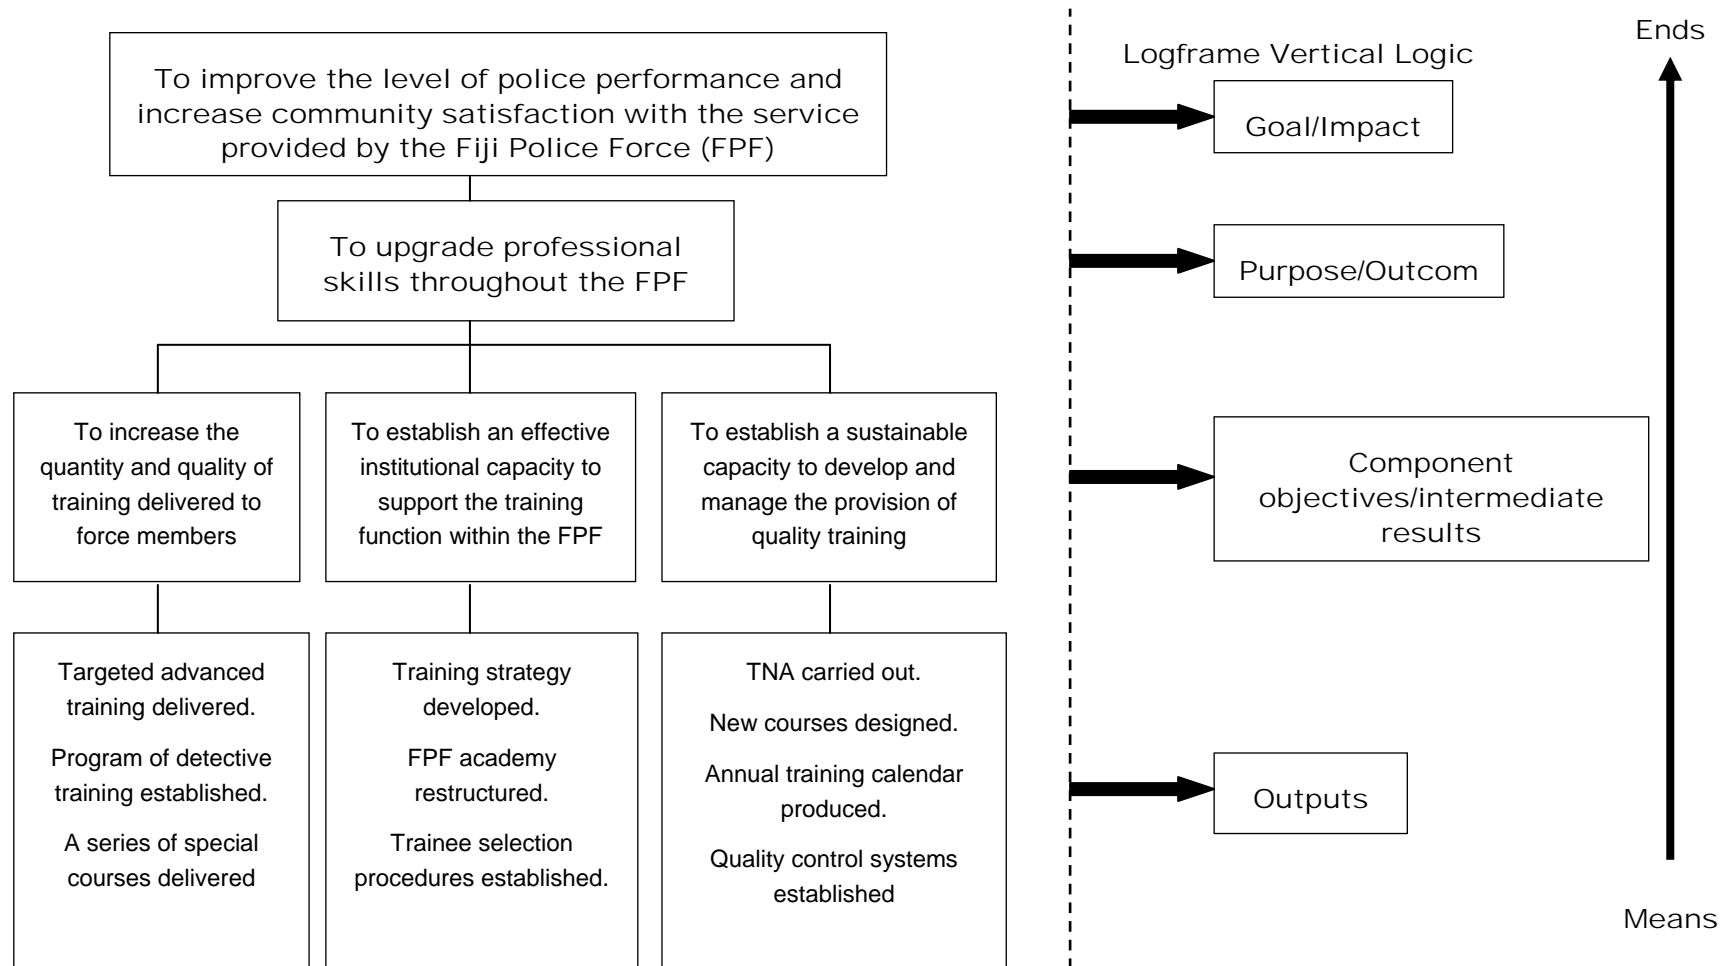 To improve the level of police performance and
increase community satisfaction with the service
provided by the Fiji Police Force (FPF)
To upgrade professional
skills throughout the FPF
To increase the
quantity and quality of
training delivered to
force members
To establish an effective
institutional capacity to
support the training
function within the FPF
To establish a sustainable
capacity to develop and
manage the provision of
quality training
Targeted advanced
training delivered.
Program of detective
training established.
A series of special
courses delivered
Training strategy
developed.
FPF academy
restructured.
Trainee selection
procedures established.
TNA carried out.
New courses designed.
Annual training calendar
produced.
Quality control systems
established
Logframe Vertical Logic
Goal/Impact
Purpose/Outcom
Component
objectives/intermediate
results
Outputs
Ends
Means